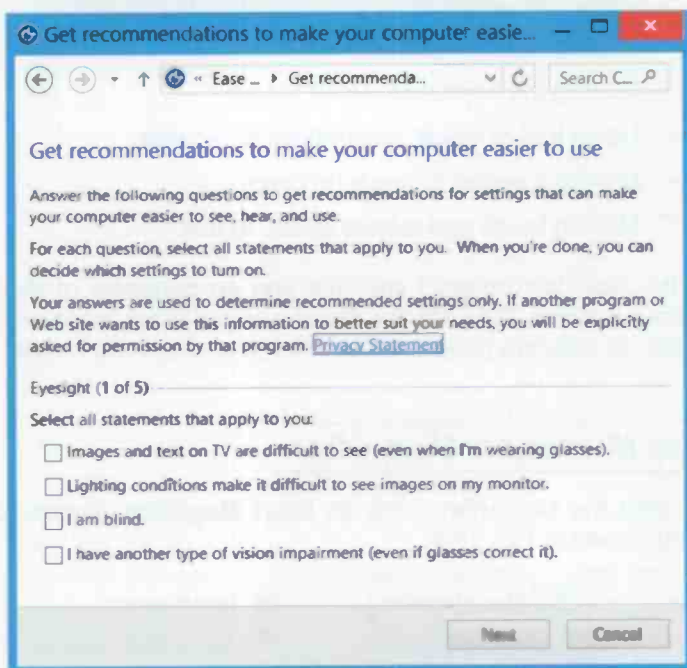 Get recommendations to make your computer easie...
« Ease ... ▸ Get recommenda...
Search C... 
Get recommendations to make your computer easier to use
Answer the following questions to get recommendations for settings that can make
your computer easier to see, hear, and use.
For each question, select all statements that apply to you. When you're done, you can
decide which settings to turn on.
Your answers are used to determine recommended settings only. If another program or
Web site wants to use this information to better suit your needs, you will be explicitly
asked for permission by that program. Privacy Statement
Eyesight (1 of 5)
Select all statements that apply to you:
Images and text on TV are difficult to see (even when I'm wearing glasses).
Lighting conditions make it difficult to see images on my monitor.
I am blind.
I have another type of vision impairment (even if glasses correct it).
Next Cancel